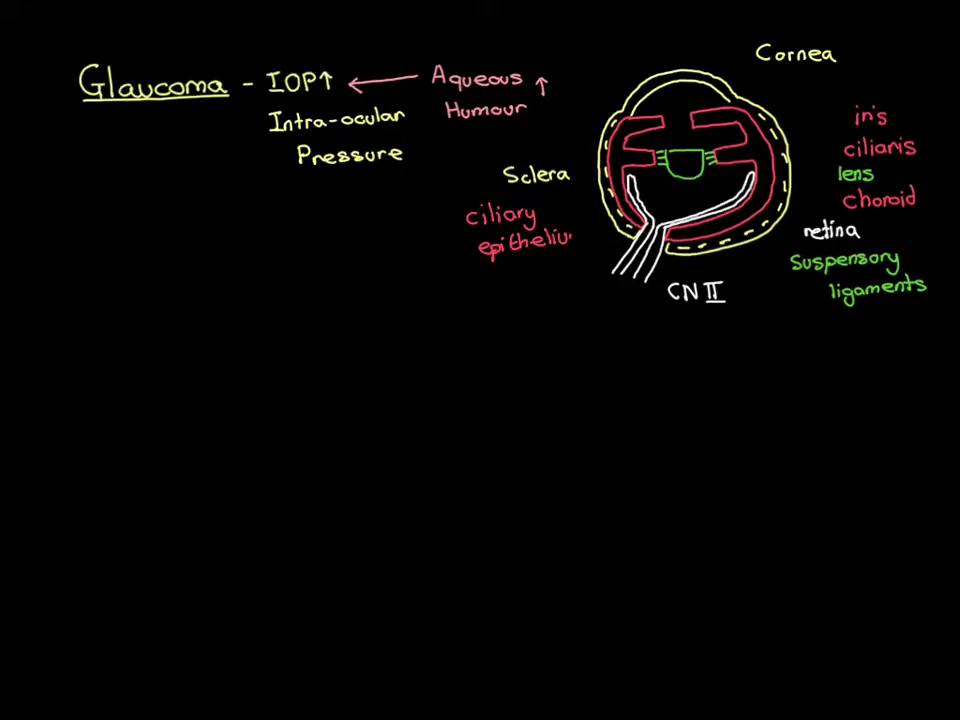 Glaucoma - IOP↑ ← Aqueous ↑
Humour
Intra-ocular
Pressure
Cornea
Sclera
ciliary
epitheliu
iris
ciliaris
lens
choroid
retina
Suspensory
ligaments
CN II